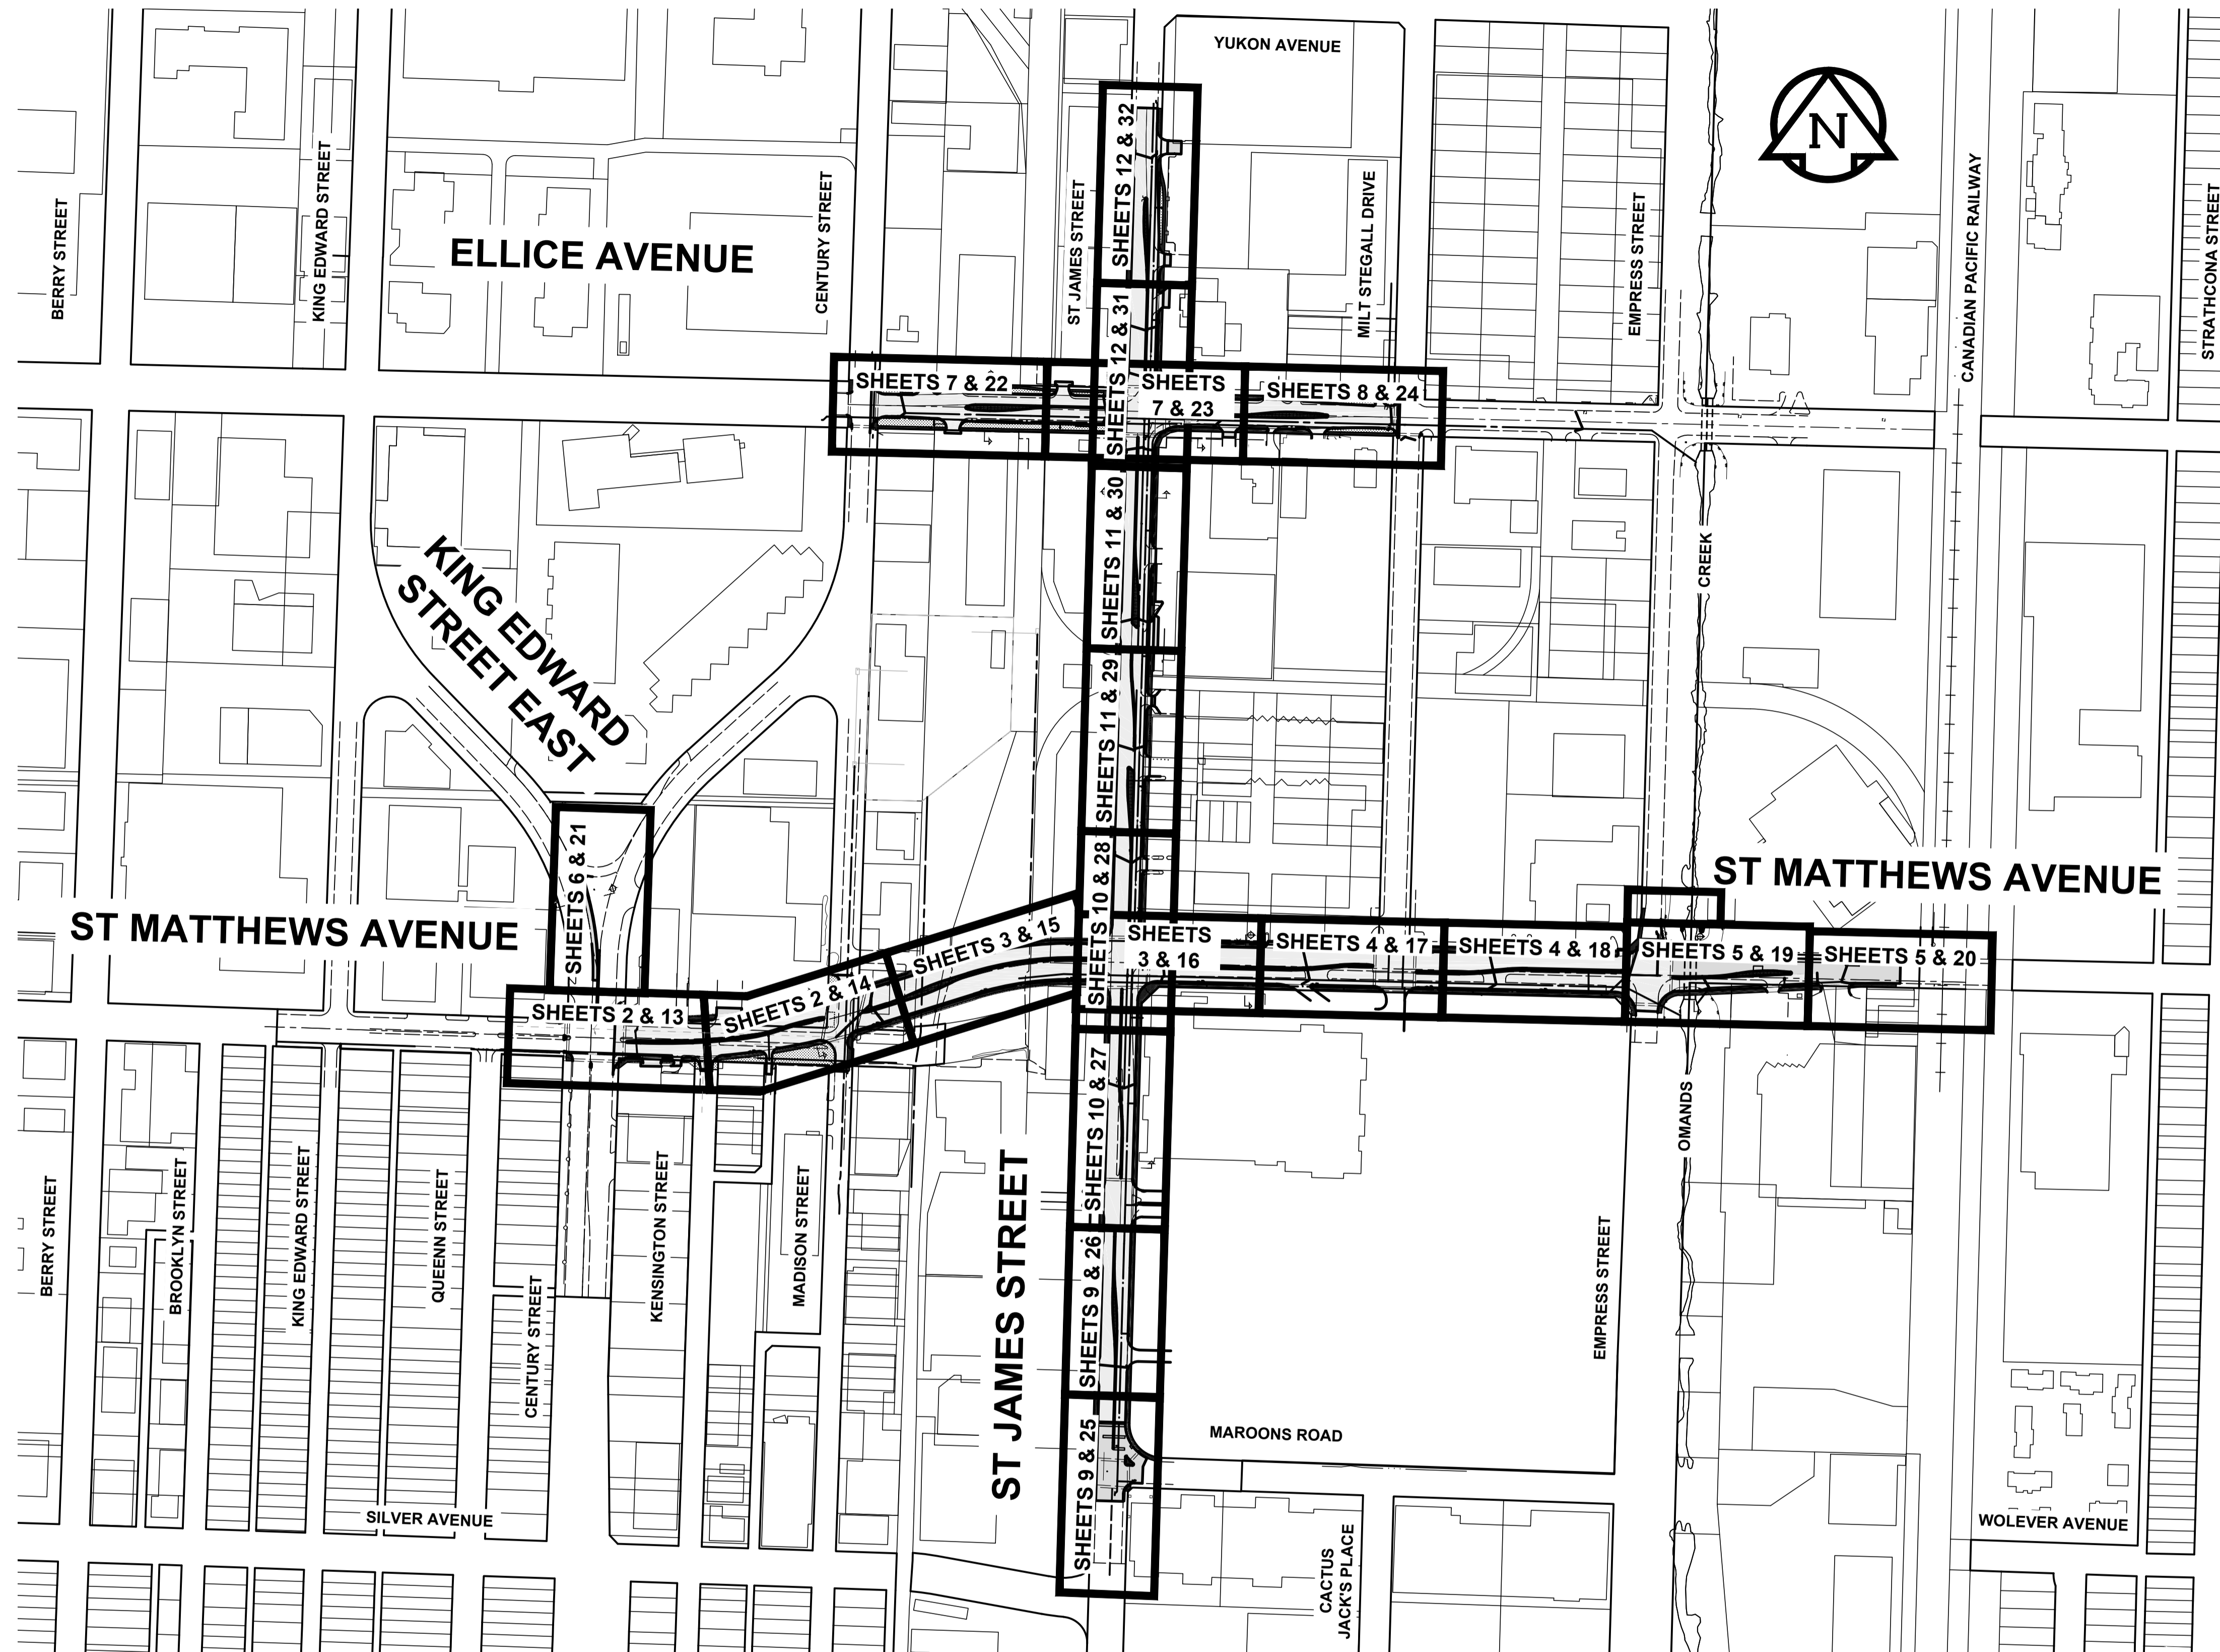 YUKON AVENUE
N
SHEETS 12 & 32
BERRY STREET
KING EDWARD STREET
CENTURY STREET
ST JAMES STREET
MILT STEGALL DRIVE
EMPRESS STREET
CANADIAN PACIFIC RAILWAY
STRATHCONA STREET
ELLICE AVENUE
SHEETS 12 & 31
SHEETS 7 & 22
SHEETS
7 & 23
SHEETS 8 & 24
SHEETS 11 & 30
CREEK
KING EDWARD
STREET EAST
SHEETS 11 & 29
SHEETS 6 & 21
SHEETS 10 & 28
ST MATTHEWS AVENUE
ST MATTHEWS AVENUE
SHEETS 2 & 13
SHEETS 2 & 14
SHEETS 3 & 15
SHEETS
3 & 16
SHEETS 4 & 17
SHEETS 4 & 18
SHEETS 5 & 19
SHEETS 5 & 20
SHEETS 10 & 27
OMANDS
BERRY STREET
BROOKLYN STREET
KING EDWARD STREET
QUEENN STREET
CENTURY STREET
KENSINGTON STREET
MADISON STREET
ST JAMES STREET
SHEETS 9 & 26
EMPRESS STREET
MAROONS ROAD
SHEETS 9 & 25
SILVER AVENUE
CACTUS
JACK'S PLACE
WOLEVER AVENUE